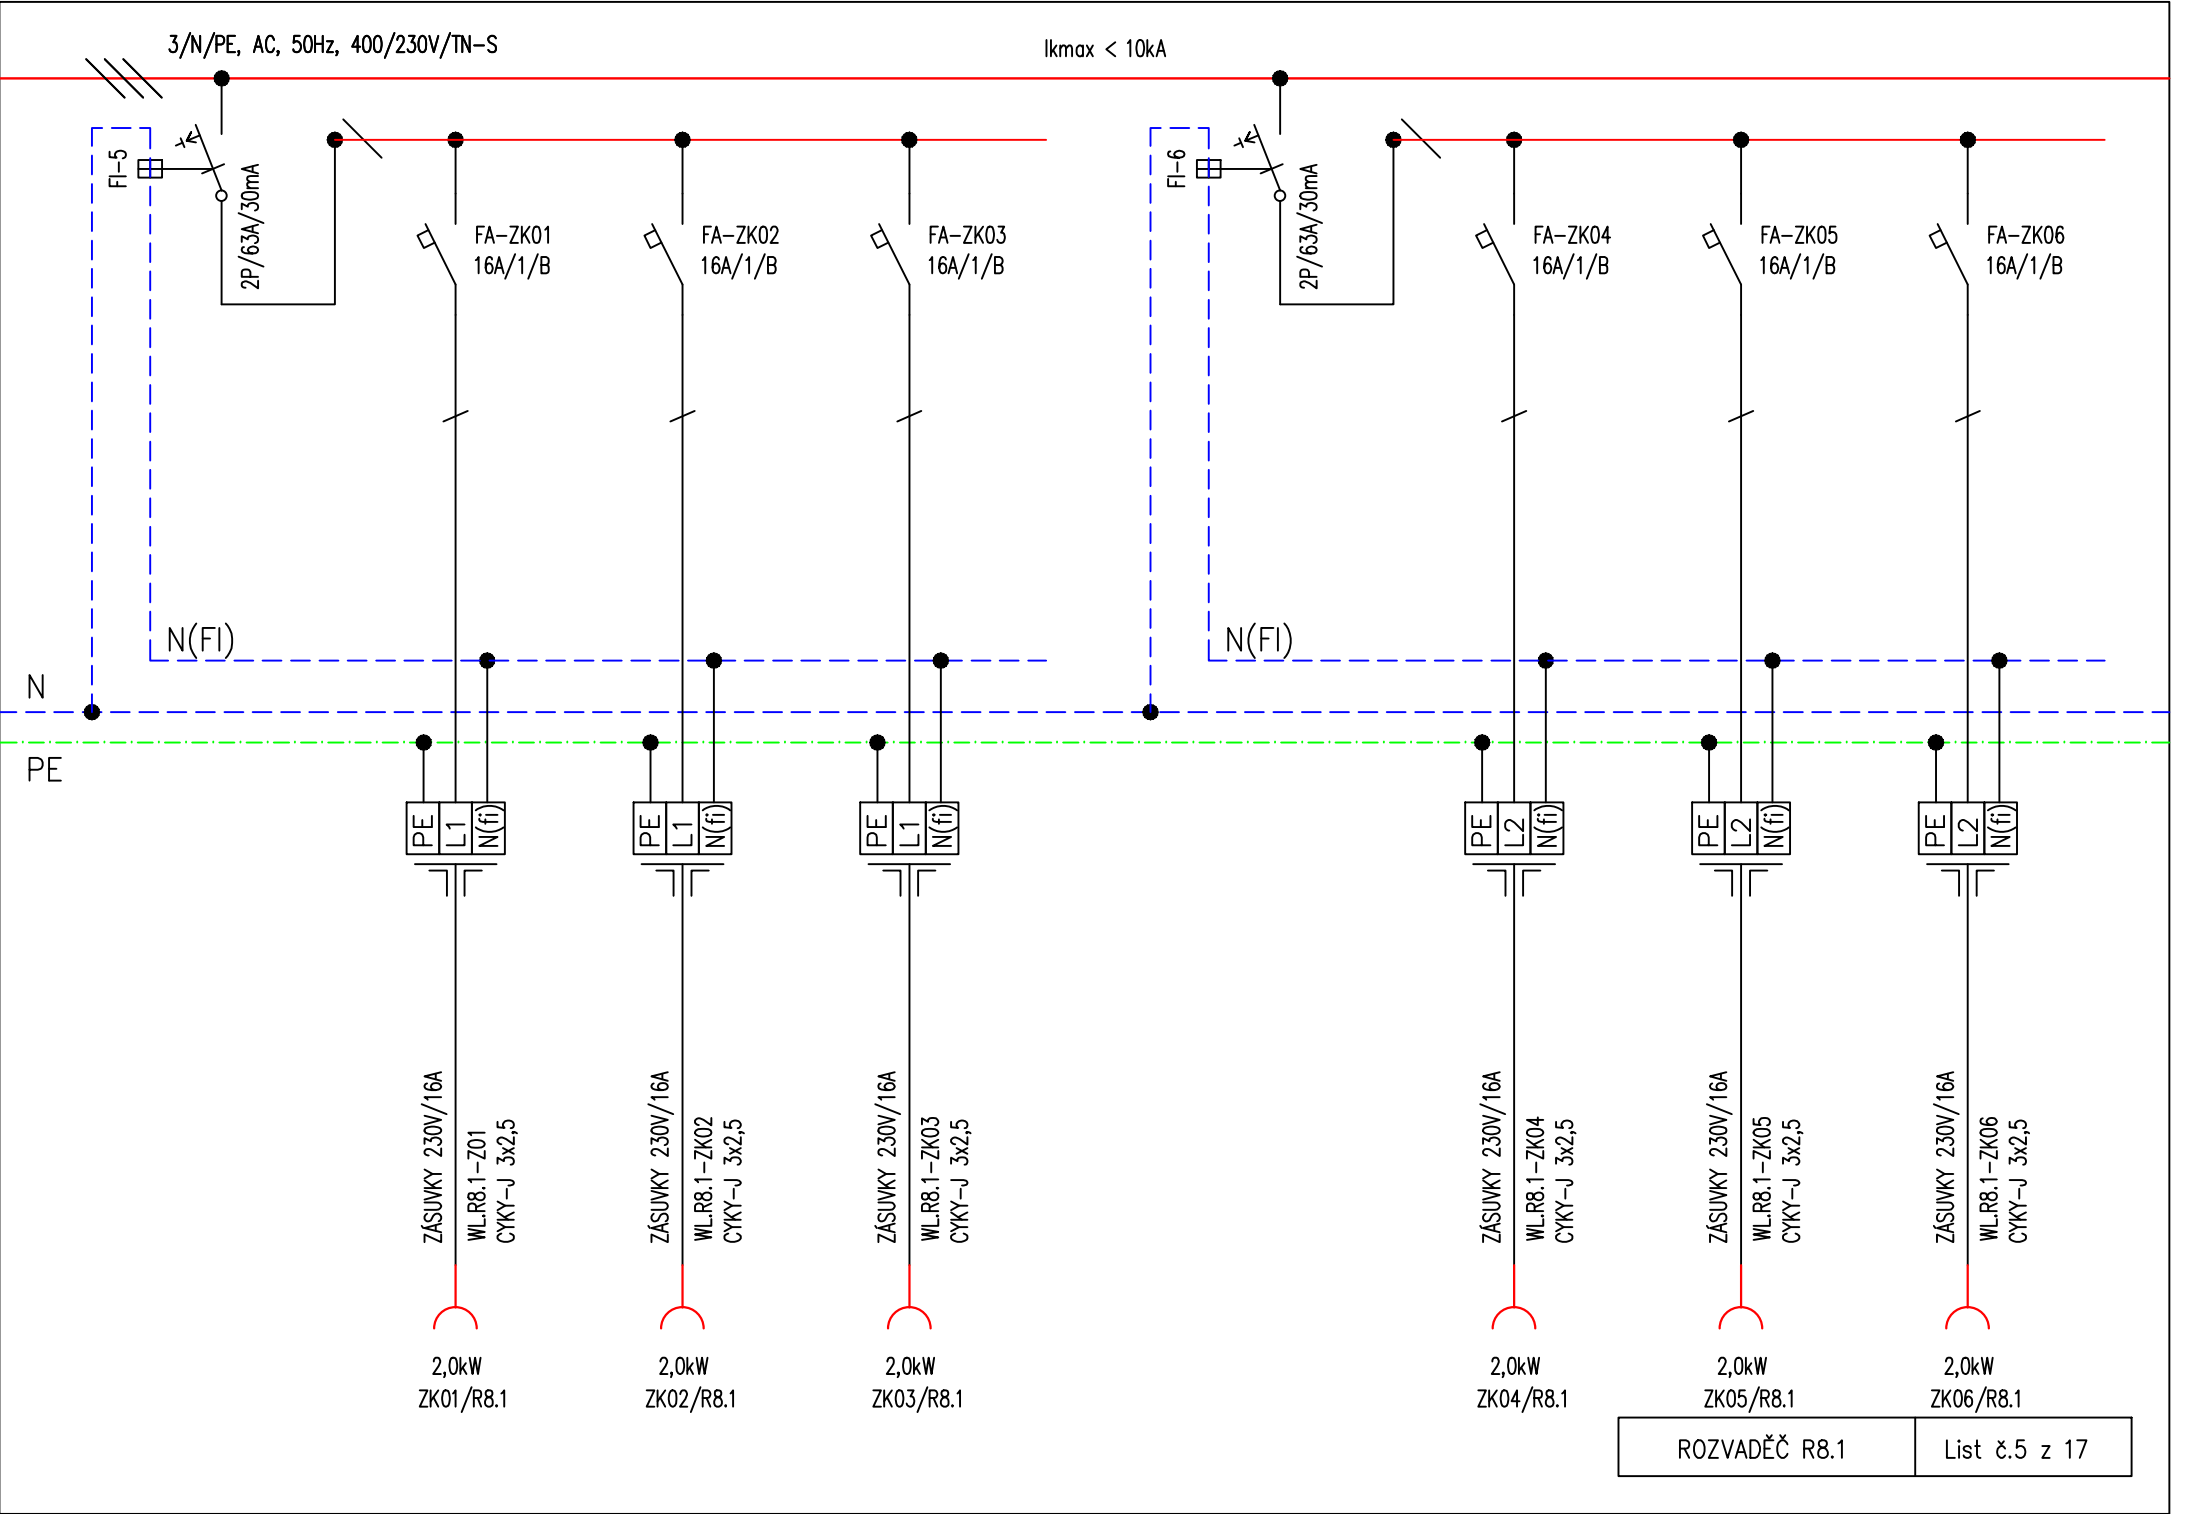 3/N/PE, AC, 50Hz, 400/230V/TN-S
Ikmax < 10kA
FI-5
2P/63A/30mA
FA-ZK01
16A/1/B
FA-ZK02
16A/1/B
FA-ZK03
16A/1/B
FI-6
2P/63A/30mA
FA-ZK04
16A/1/B
FA-ZK05
16A/1/B
FA-ZK06
16A/1/B
N(FI)
N(FI)
N
PE
PE L1 N(fi)
PE L1 N(fi)
PE L1 N(fi)
PE L2 N(fi)
PE L2 N(fi)
PE L2 N(fi)
ZÁSUVKY 230V/16A
WL.R8.1-Z01
CYKY-J 3x2,5
ZÁSUVKY 230V/16A
WL.R8.1-ZK02
CYKY-J 3x2,5
ZÁSUVKY 230V/16A
WL.R8.1-ZK03
CYKY-J 3x2,5
ZÁSUVKY 230V/16A
WL.R8.1-ZK04
CYKY-J 3x2,5
ZÁSUVKY 230V/16A
WL.R8.1-ZK05
CYKY-J 3x2,5
ZÁSUVKY 230V/16A
WL.R8.1-ZK06
CYKY-J 3x2,5
2,0kW
ZK01/R8.1
2,0kW
ZK02/R8.1
2,0kW
ZK03/R8.1
2,0kW
ZK04/R8.1
2,0kW
ZK05/R8.1
2,0kW
ZK06/R8.1
ROZVADĚČ R8.1
List č.5 z 17